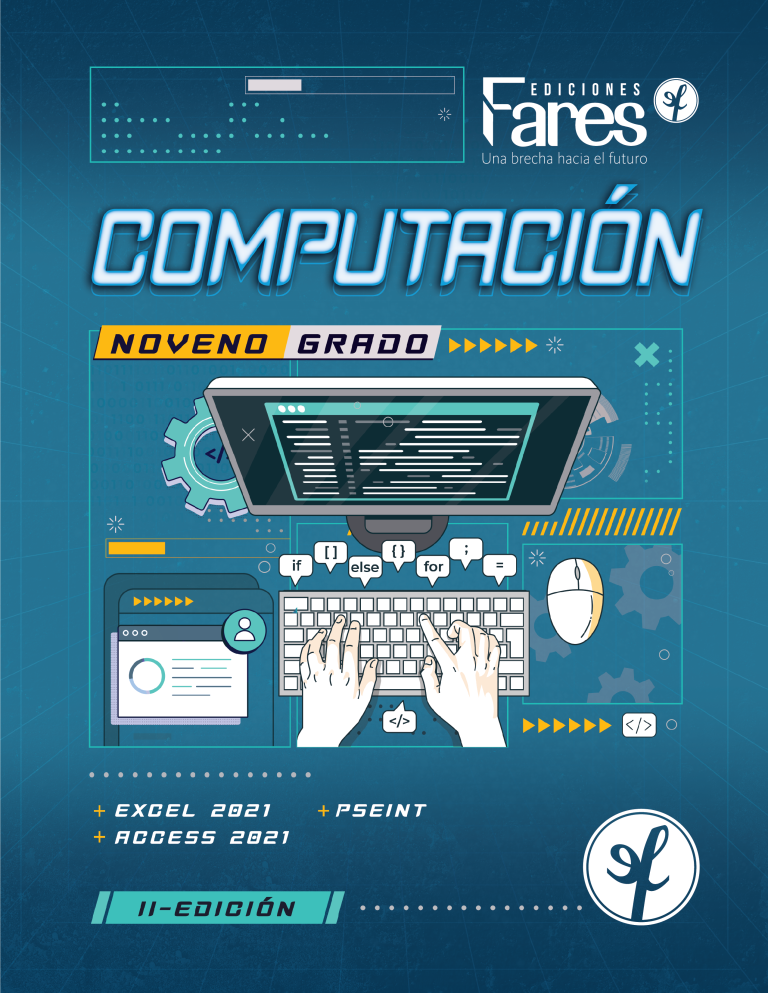 EDICIONES
Fares
Una brecha hacia el futuro
COMPUTACIÓN
NOVENO GRADO
</
if
[ ]
else
{ }
for
;
=
</>
</>
+ EXCEL 2021
+ PSEINT
+ ACCESS 2021
II-EDICIÓN